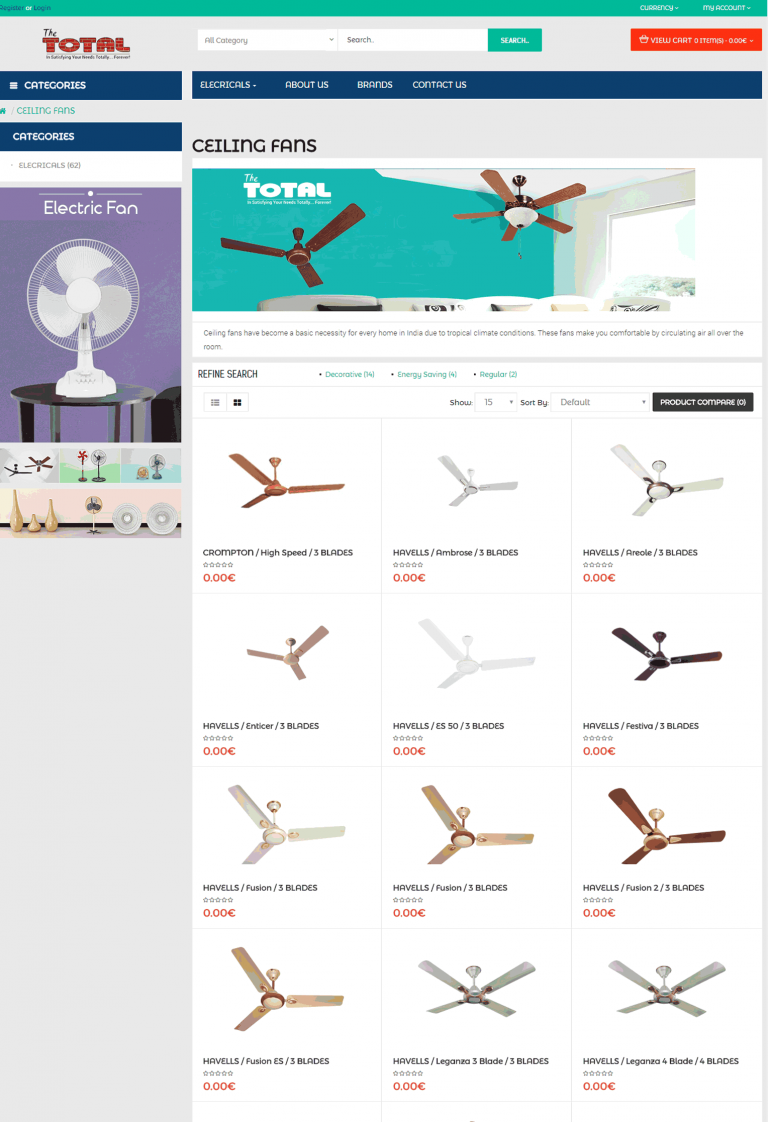 Register or Login
CURRENCY
MY ACCOUNT
The
TOTAL
In Satisfying Your Needs Totally....Forever!
All Category
Search..
SEARCH..
VIEW CART 0 ITEM(S) - 0.00€
CATEGORIES
ELECRICALS
ABOUT US
BRANDS
CONTACT US
/ CEILING FANS
CATEGORIES
ELECRICALS (62)
Electric Fan
CEILING FANS
The
TOTAL
In Satisfying Your Needs Totally....Forever!
Ceiling fans have become a basic necessity for every home in India due to tropical climate conditions. These fans make you comfortable by circulating air all over the
room.
REFINE SEARCH
• Decorative (14)
• Energy Saving (4)
• Regular (2)
Show: 15
Sort By: Default
PRODUCT COMPARE (0)
CROMPTON / High Speed / 3 BLADES
0.00€
HAVELLS / Ambrose / 3 BLADES
0.00€
HAVELLS / Areole / 3 BLADES
0.00€
HAVELLS / Enticer / 3 BLADES
0.00€
HAVELLS / ES 50 / 3 BLADES
0.00€
HAVELLS / Festiva / 3 BLADES
0.00€
HAVELLS / Fusion / 3 BLADES
0.00€
HAVELLS / Fusion / 3 BLADES
0.00€
HAVELLS / Fusion 2 / 3 BLADES
0.00€
HAVELLS / Fusion ES / 3 BLADES
0.00€
HAVELLS / Leganza 3 Blade / 3 BLADES
0.00€
HAVELLS / Leganza 4 Blade / 4 BLADES
0.00€